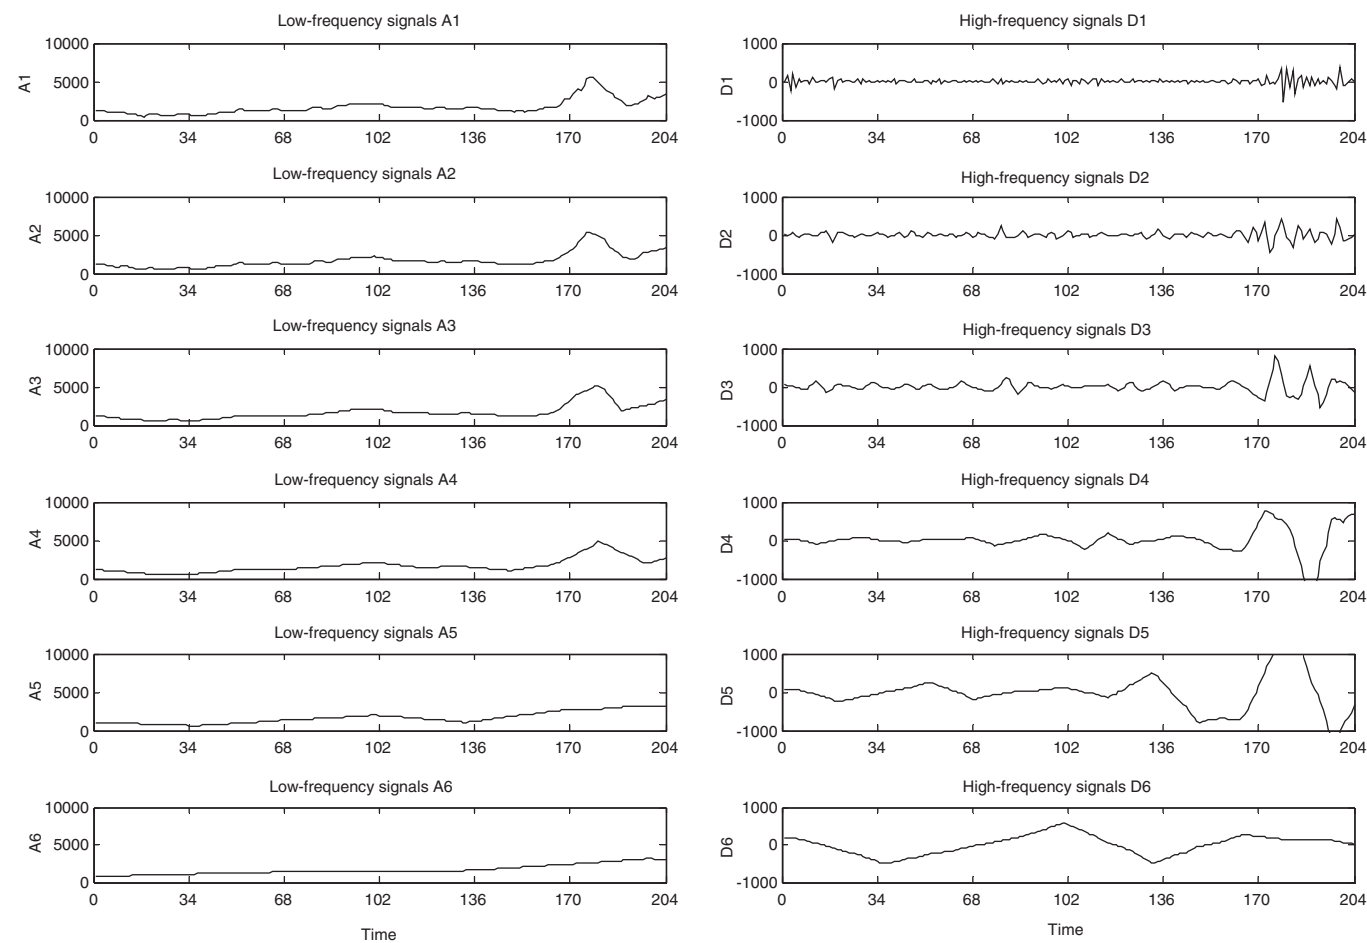 Low-frequency signals A1
10000
5000
0
A1
0 34 68 102 136 170 204
High-frequency signals D1
1000
0
-1000
D1
0 34 68 102 136 170 204
Low-frequency signals A2
10000
5000
0
A2
0 34 68 102 136 170 204
High-frequency signals D2
1000
0
-1000
D2
0 34 68 102 136 170 204
Low-frequency signals A3
10000
5000
0
A3
0 34 68 102 136 170 204
High-frequency signals D3
1000
0
-1000
D3
0 34 68 102 136 170 204
Low-frequency signals A4
10000
5000
0
A4
0 34 68 102 136 170 204
High-frequency signals D4
1000
0
-1000
D4
0 34 68 102 136 170 204
Low-frequency signals A5
10000
5000
0
A5
0 34 68 102 136 170 204
High-frequency signals D5
1000
0
-1000
D5
0 34 68 102 136 170 204
Low-frequency signals A6
10000
5000
0
A6
0 34 68 102 136 170 204
Time
High-frequency signals D6
1000
0
-1000
D6
0 34 68 102 136 170 204
Time